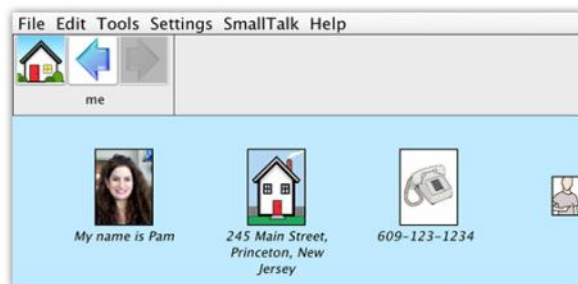 File Edit Tools Settings SmallTalk Help
me
My name is Pam
245 Main Street,
Princeton, New
Jersey
609-123-1234